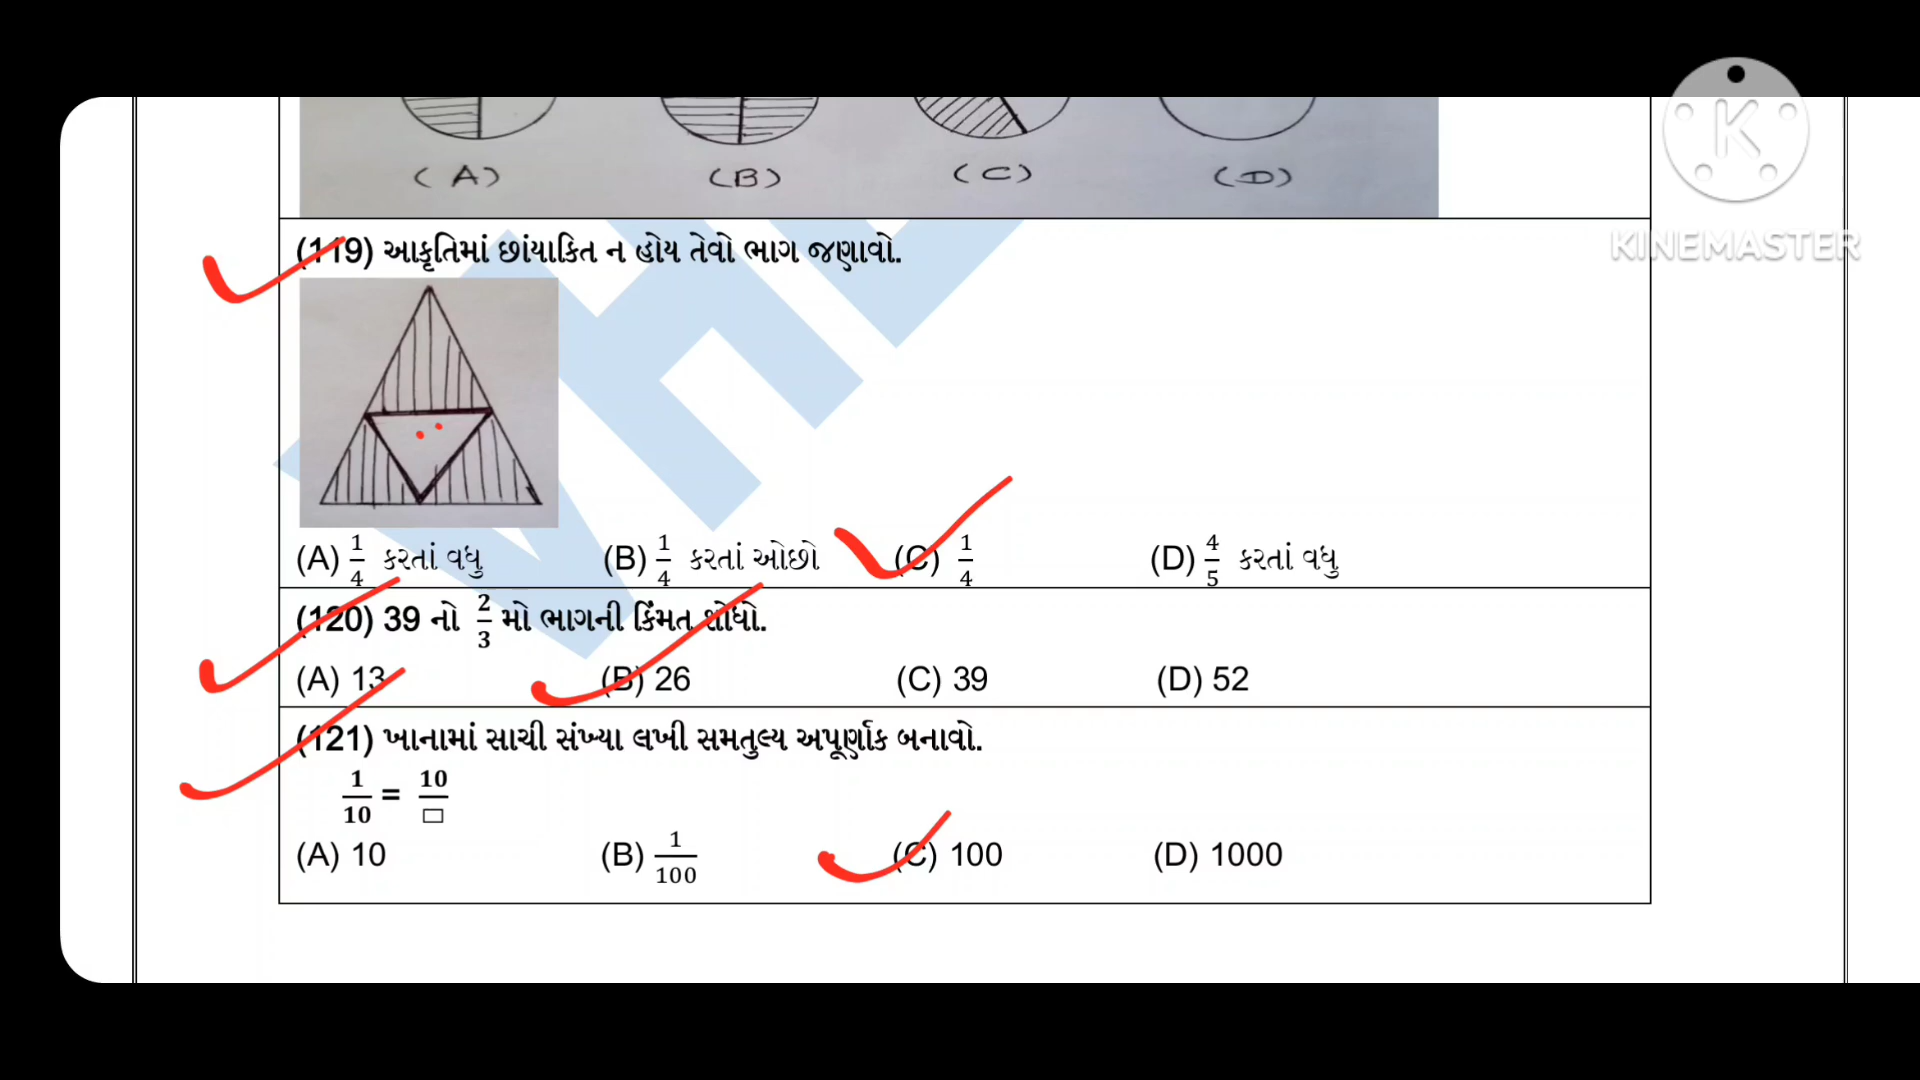 (A) (B) (C) (D)
(119) આકૃતિમાં છાંયાકિત ન હોય તેવો ભાગ જણાવો.
(A) 1/4 કરતાં વધુ (B) 1/4 કરતાં ઓછો (C) 1/4 (D) 4/5 કરતાં વધુ
(120) 39 નો 2/3 મો ભાગની કિંમત શોધો.
(A) 13 (B) 26 (C) 39 (D) 52
(121) ખાનામાં સાચી સંખ્યા લખી સમતુલ્ય અપૂર્ણાક બનાવો.
1/10 = 10/□
(A) 10 (B) 1/100 (C) 100 (D) 1000
K
KINEMASTER